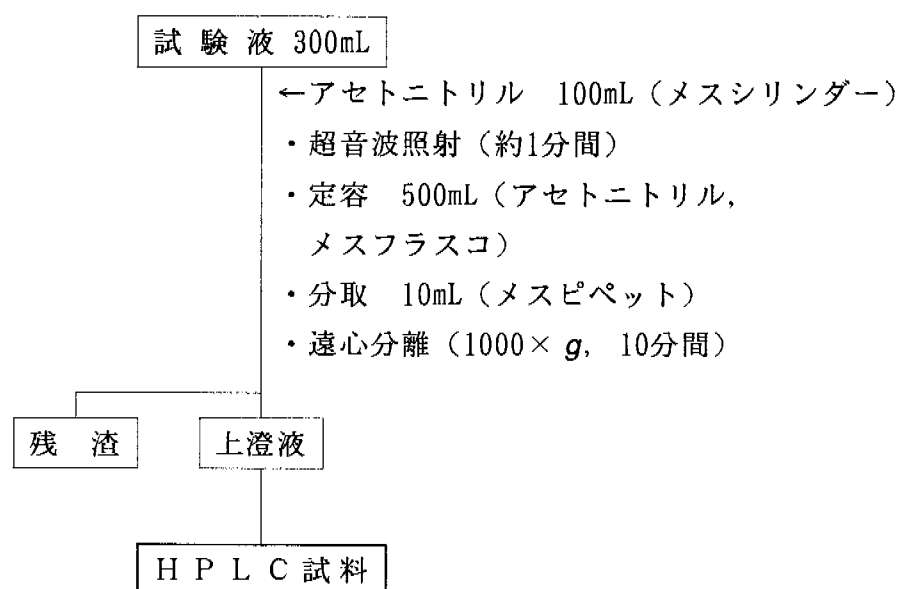 試験液 300mL
←アセトニトリル 100mL(メスシリンダー)
・超音波照射(約1分間)
・定容 500mL(アセトニトリル,
メスフラスコ)
・分取 10mL(メスピペット)
・遠心分離(1000× g, 10分間)
残渣 上澄液
HPLC試料